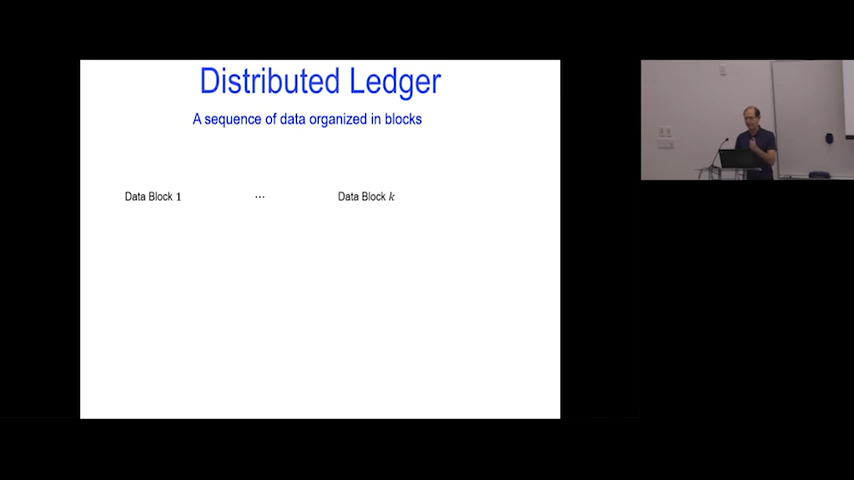 Distributed Ledger
A sequence of data organized in blocks
Data Block 1 ... Data Block k